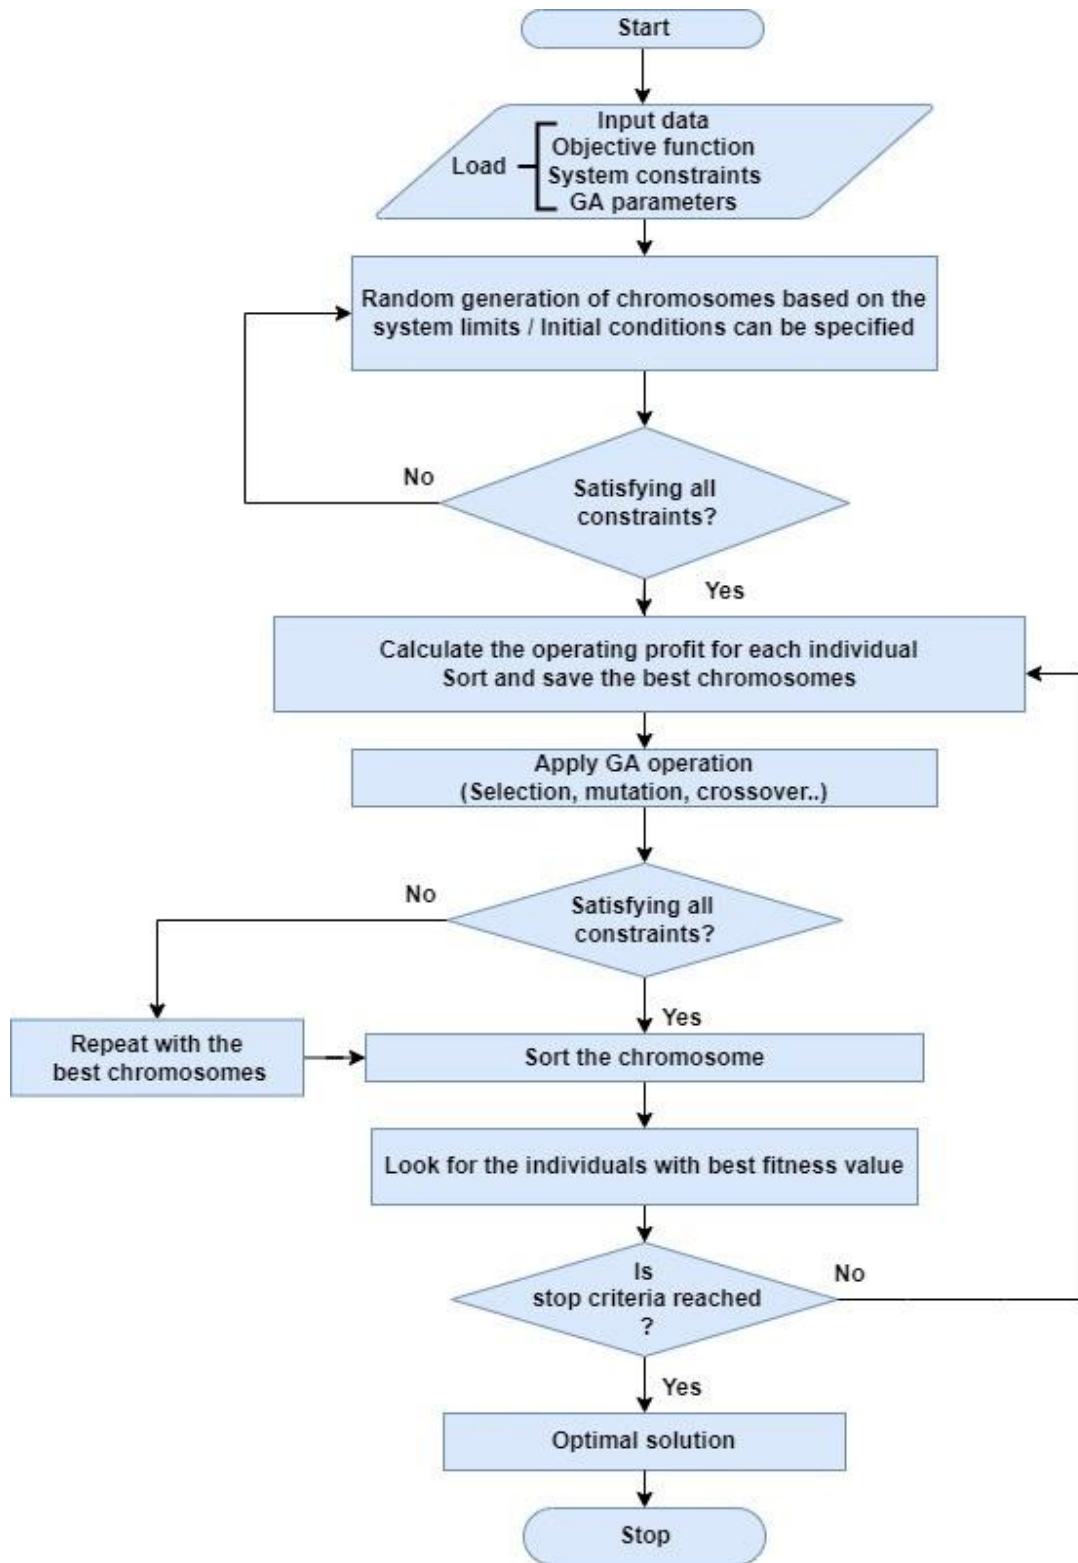 Start
Input data
Objective function
Load
System constraints
GA parameters
Random generation of chromosomes based on the
system limits / Initial conditions can be specified
No
Satisfying all
constraints?
Yes
Calculate the operating profit for each individual
Sort and save the best chromosomes
Apply GA operation
(Selection, mutation, crossover..)
No
Satisfying all
constraints?
Yes
Repeat with the
best chromosomes
Sort the chromosome
Look for the individuals with best fitness value
Is
stop criteria reached
?
No
Yes
Optimal solution
Stop